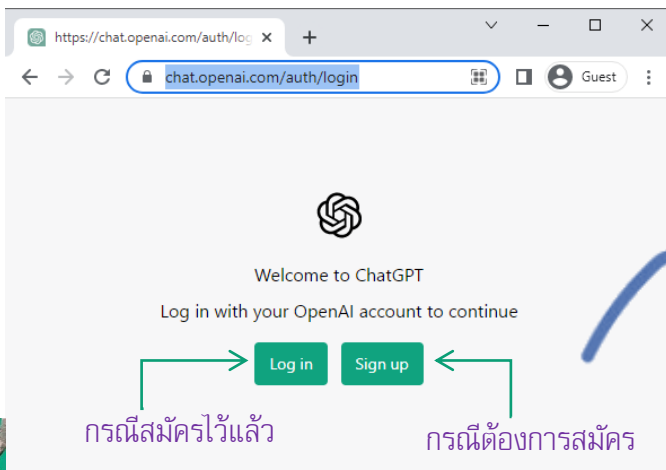 https://chat.openai.com/auth/log
chat.openai.com/auth/login
Guest
Welcome to ChatGPT
Log in with your OpenAI account to continue
Log in Sign up
กรณีสมัครไว้แล้ว
กรณีต้องการสมัคร